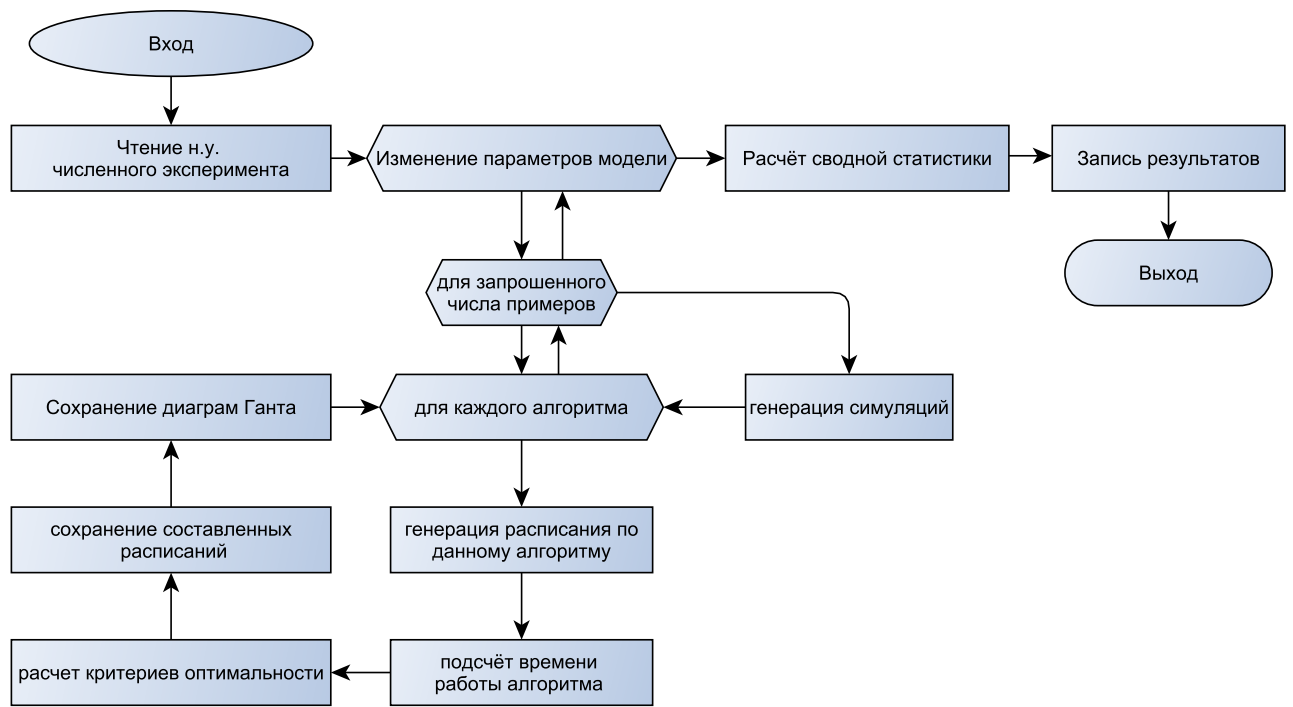 Вход
Чтение н.у.
численного эксперимента
Изменение параметров модели
Расчёт сводной статистики
Запись результатов
Выход
для запрошенного
числа примеров
Сохранение диаграм Ганта
для каждого алгоритма
генерация симуляций
сохранение составленных
расписаний
генерация расписания по
данному алгоритму
расчет критериев оптимальности
подсчёт времени
работы алгоритма